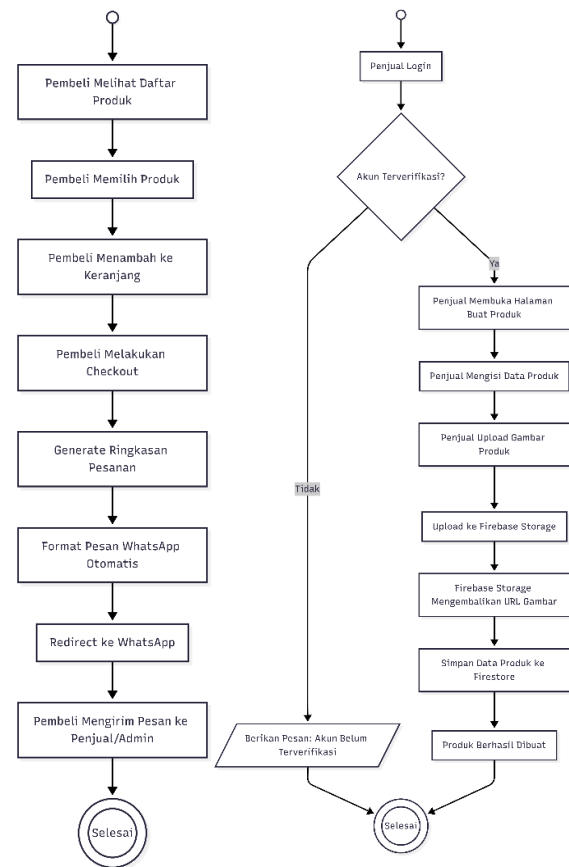 Pembeli Melihat Daftar
Produk
Pembeli Memilih Produk
Pembeli Menambah ke
Keranjang
Pembeli Melakukan
Checkout
Generate Ringkasan
Pesanan
Format Pesan WhatsApp
Otomatis
Redirect ke WhatsApp
Pembeli Mengirim Pesan ke
Penjual/Admin
Selesai
Penjual Login
Akun Terverifikasi?
Ya
Penjual Membuka Halaman
Buat Produk
Penjual Mengisi Data Produk
Penjual Upload Gambar
Produk
Tidak
Upload ke Firebase Storage
Firebase Storage
Mengembalikan URL Gambar
Simpan Data Produk ke
Firestore
Berikan Pesan: Akun Belum
Terverifikasi
Produk Berhasil Dibuat
Selesai